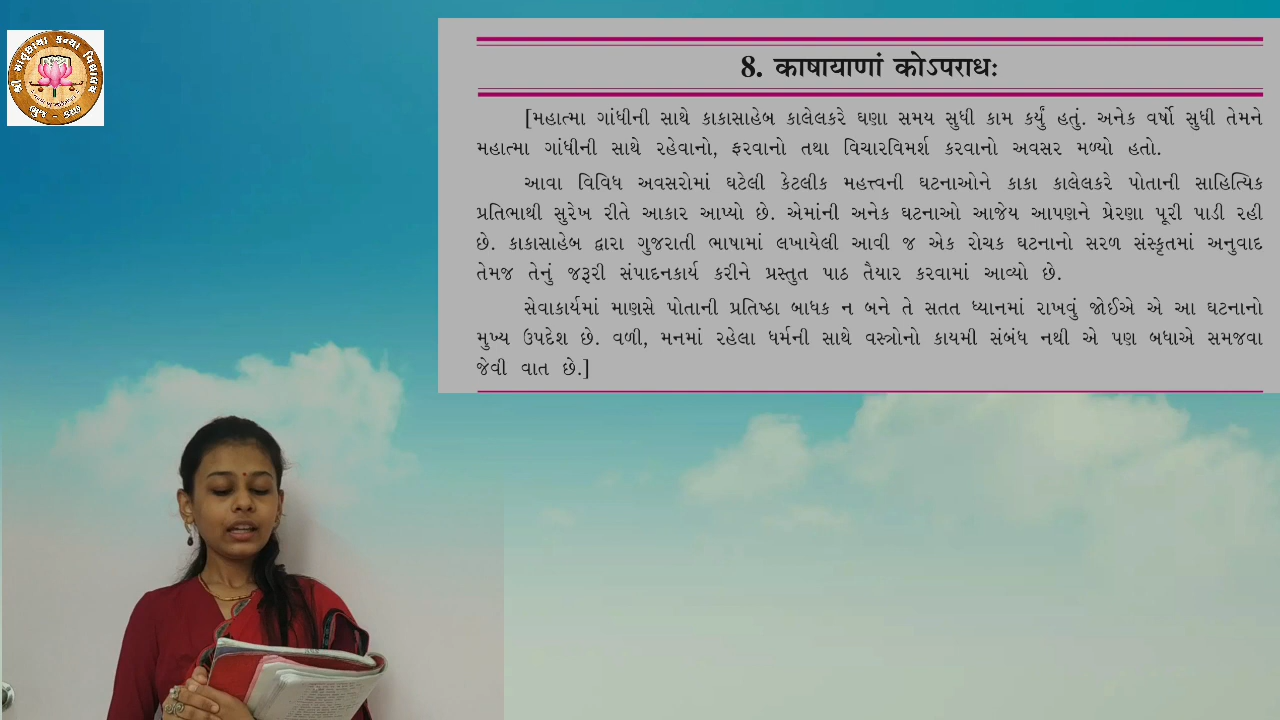 શ્રી માતૃછાયા કન્યા વિદ્યાલય
ભુજ - કચ્છ
8. काषायाणां कोऽपराधः
[મહાત્મા ગાંધીની સાથે કાકાસાહેબ કાલેલકરે ઘણા સમય સુધી કામ કર્યું હતું. અનેક વર્ષો સુધી તેમને
મહાત્મા ગાંધીની સાથે રહેવાનો, ફરવાનો તથા વિચારવિમર્શ કરવાનો અવસર મળ્યો હતો.
આવા વિવિધ અવસરોમાં ઘટેલી કેટલીક મહત્ત્વની ઘટનાઓને કાકા કાલેલકરે પોતાની સાહિત્યિક
પ્રતિભાથી સુરેખ રીતે આકાર આપ્યો છે. એમાંની અનેક ઘટનાઓ આજેય આપણને પ્રેરણા પૂરી પાડી રહી
છે. કાકાસાહેબ દ્વારા ગુજરાતી ભાષામાં લખાયેલી આવી જ એક રોચક ઘટનાનો સરળ સંસ્કૃતમાં અનુવાદ
તેમજ તેનું જરૂરી સંપાદનકાર્ય કરીને પ્રસ્તુત પાઠ તૈયાર કરવામાં આવ્યો છે.
સેવાકાર્યમાં માણસે પોતાની પ્રતિષ્ઠા બાધક ન બને તે સતત ધ્યાનમાં રાખવું જોઈએ એ આ ઘટનાનો
મુખ્ય ઉપદેશ છે. વળી, મનમાં રહેલા ધર્મની સાથે વસ્ત્રોનો કાયમી સંબંધ નથી એ પણ બધાએ સમજવા
જેવી વાત છે.]